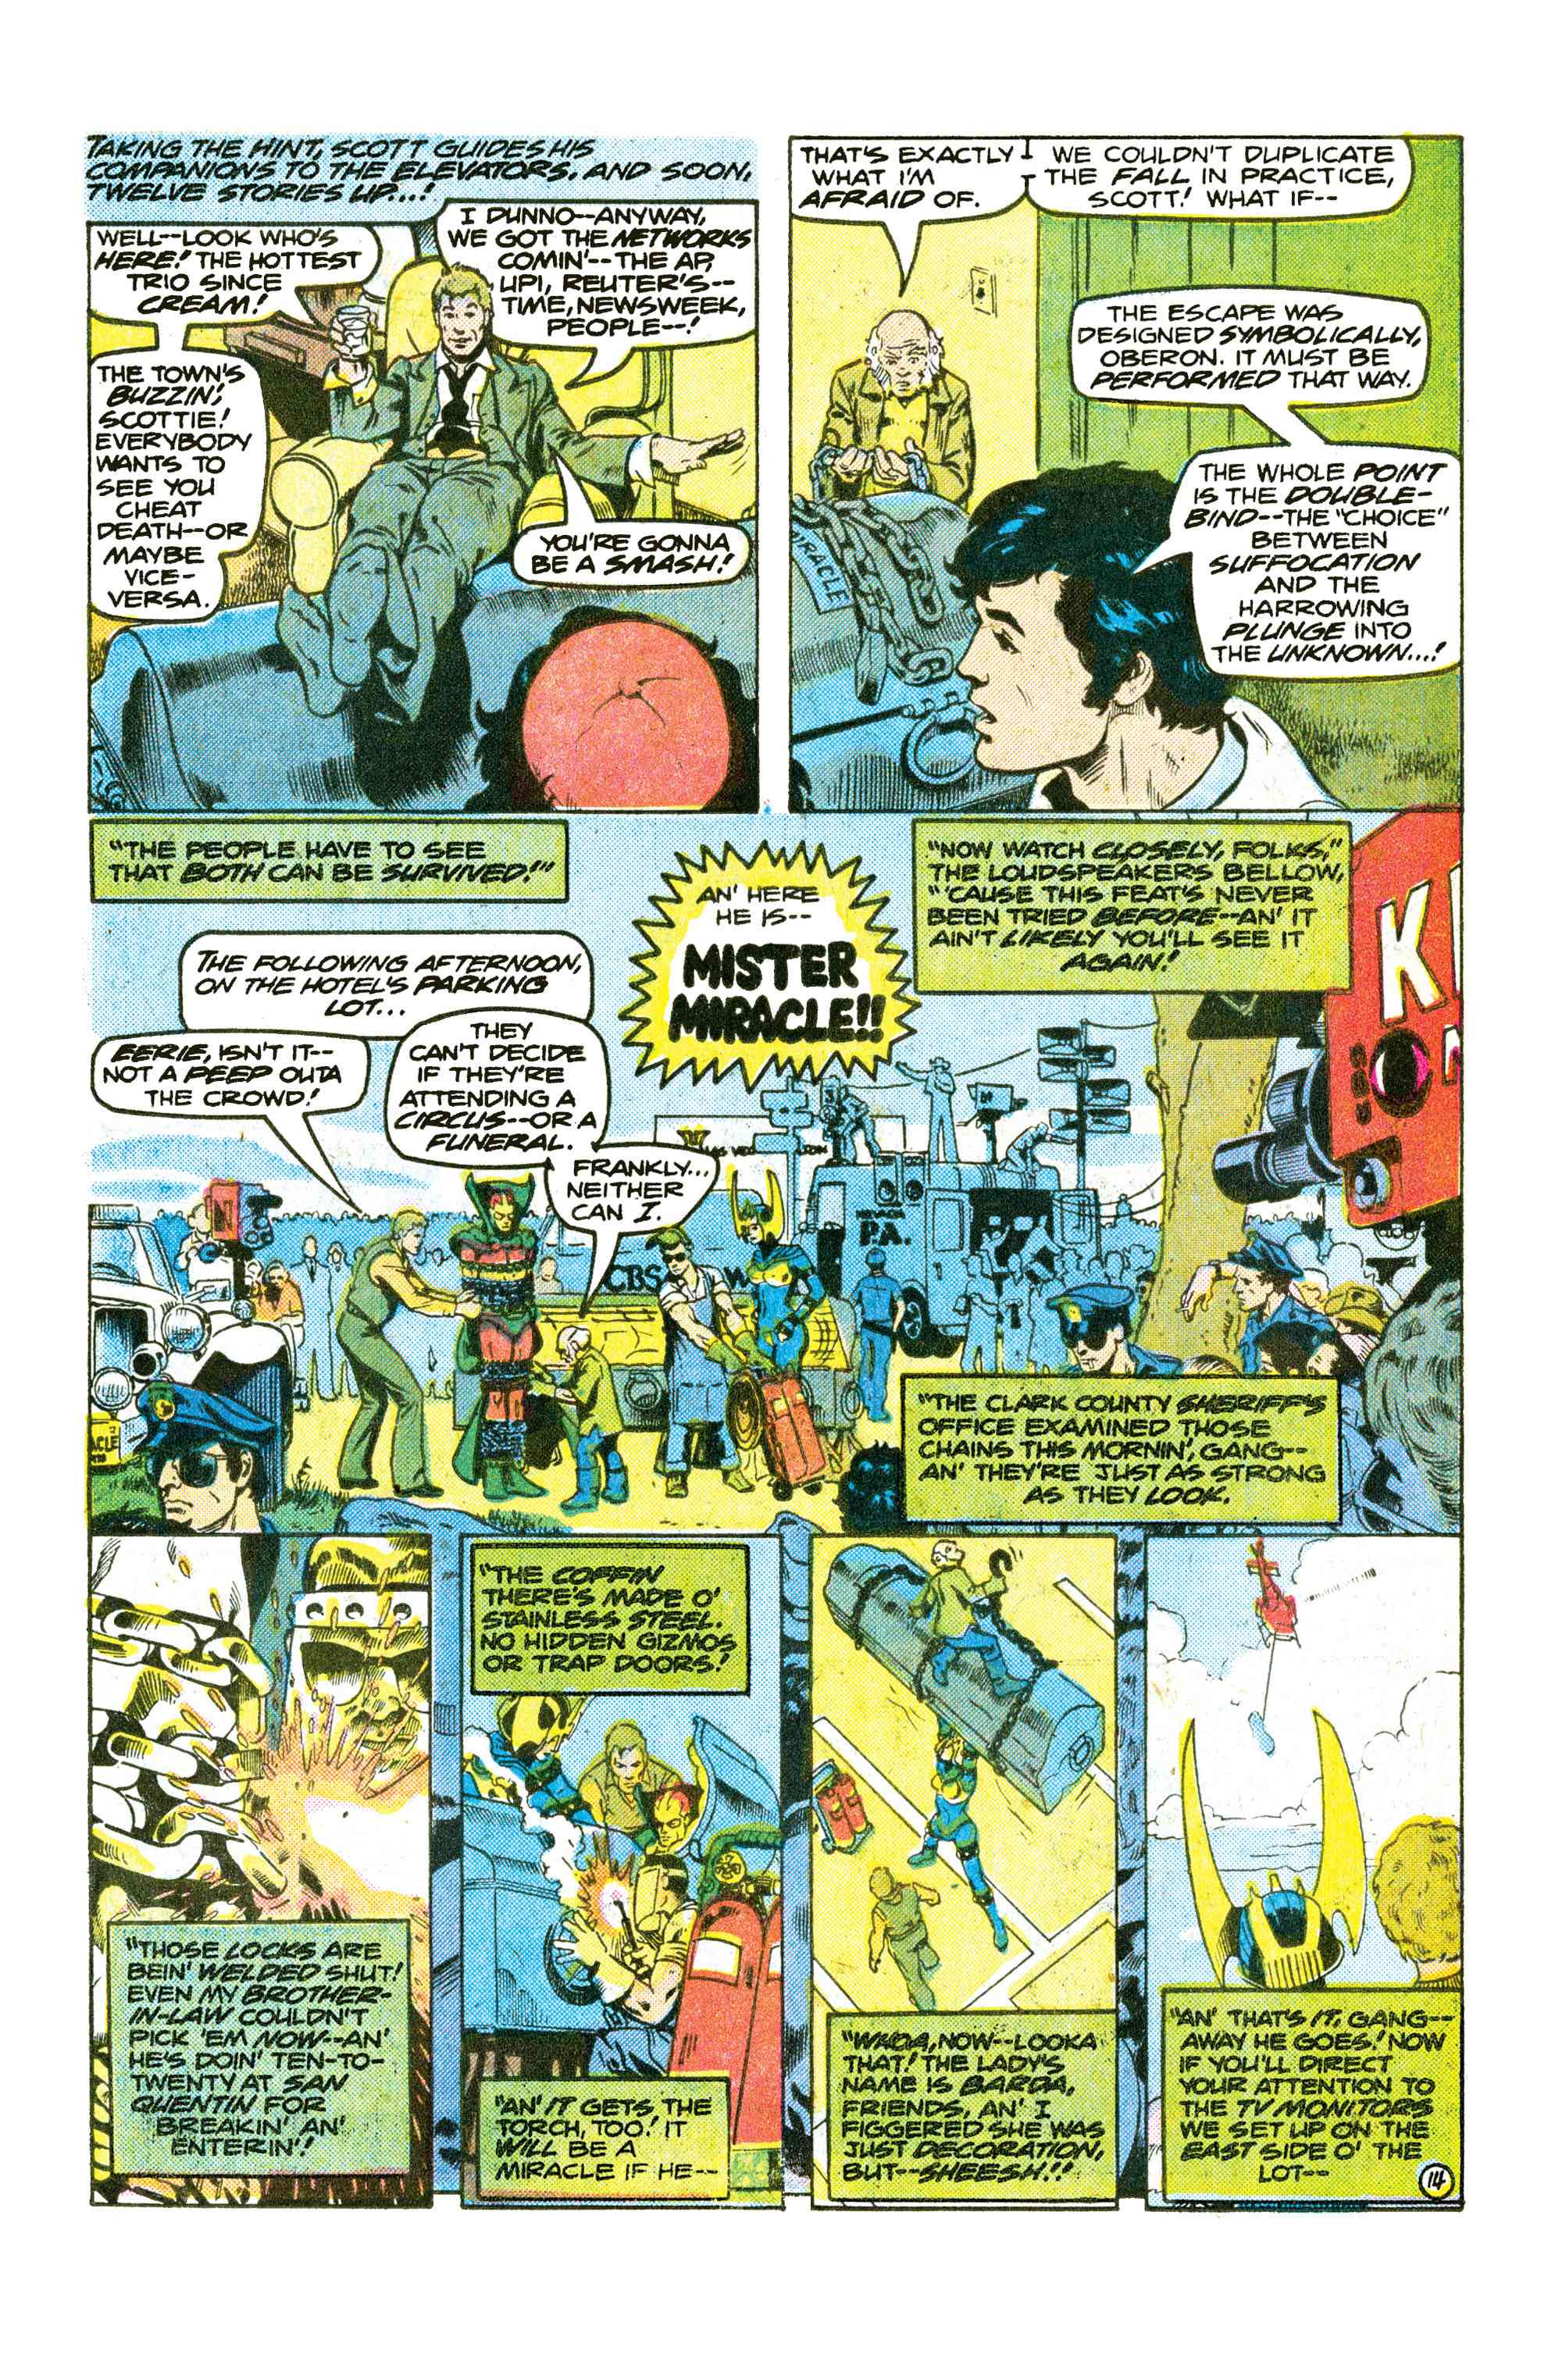 TAKING THE HINT, SCOTT GUIDES HIS
COMPANIONS TO THE ELEVATORS. AND SOON,
TWELVE STORIES UP...!
WELL--LOOK WHO'S
HERE! THE HOTTEST
TRIO SINCE
CREAM!
THE TOWN'S
BUZZIN',
SCOTTIE!
EVERYBODY
WANTS TO
SEE YOU
CHEAT
DEATH--OR
MAYBE
VICE-
VERSA.
I DUNNO--ANYWAY,
WE GOT THE NETWORKS
COMIN'--THE AP,
UPI, REUTER'S--
TIME, NEWSWEEK,
PEOPLE--!
YOU'RE GONNA
BE A SMASH!
THAT'S EXACTLY
WHAT I'M
AFRAID OF.
WE COULDN'T DUPLICATE
THE FALL IN PRACTICE,
SCOTT! WHAT IF--
THE ESCAPE WAS
DESIGNED SYMBOLICALLY,
OBERON. IT MUST BE
PERFORMED THAT WAY.
THE WHOLE POINT
IS THE DOUBLE-
BIND--THE "CHOICE"
BETWEEN
SUFFOCATION
AND THE
HARROWING
PLUNGE INTO
THE UNKNOWN...!
MIRACLE
"THE PEOPLE HAVE TO SEE
THAT BOTH CAN BE SURVIVED!"
THE FOLLOWING AFTERNOON,
ON THE HOTEL'S PARKING
LOT...
AN' HERE
HE IS--
MISTER
MIRACLE!!
"NOW WATCH CLOSELY, FOLKS,"
THE LOUDSPEAKERS BELLOW,
"'CAUSE THIS FEAT'S NEVER
BEEN TRIED BEFORE--AN' IT
AIN'T LIKELY YOU'LL SEE IT
AGAIN!
EERIE, ISN'T IT--
NOT A PEEP OUTA
THE CROWD!
THEY
CAN'T DECIDE
IF THEY'RE
ATTENDING A
CIRCUS--OR A
FUNERAL.
FRANKLY...
NEITHER
CAN I.
N
CBS
NEVADA
P.A.
"THE CLARK COUNTY SHERIFF'S
OFFICE EXAMINED THOSE
CHAINS THIS MORNIN', GANG--
AN' THEY'RE JUST AS STRONG
AS THEY LOOK.
"THOSE LOCKS ARE
BEIN' WELDED SHUT!
EVEN MY BROTHER-
IN-LAW COULDN'T
PICK 'EM NOW--AN'
HE'S DOIN' TEN-TO-
TWENTY AT SAN
QUENTIN FOR
BREAKIN' AN'
ENTERIN'!
"THE COFFIN
THERE'S MADE O'
STAINLESS STEEL.
NO HIDDEN GIZMOS
OR TRAP DOORS!
"AN' IT GETS THE
TORCH, TOO! IT
WILL BE A
MIRACLE IF HE--
"WHOA, NOW--LOOKA
THAT! THE LADY'S
NAME IS BARDA,
FRIENDS, AN' I
FIGGERED SHE WAS
JUST DECORATION,
BUT--SHEESH!!
"AN' THAT'S IT, GANG--
AWAY HE GOES! NOW
IF YOU'LL DIRECT
YOUR ATTENTION TO
THE TV MONITORS
WE SET UP ON THE
EAST SIDE O' THE
LOT--
14